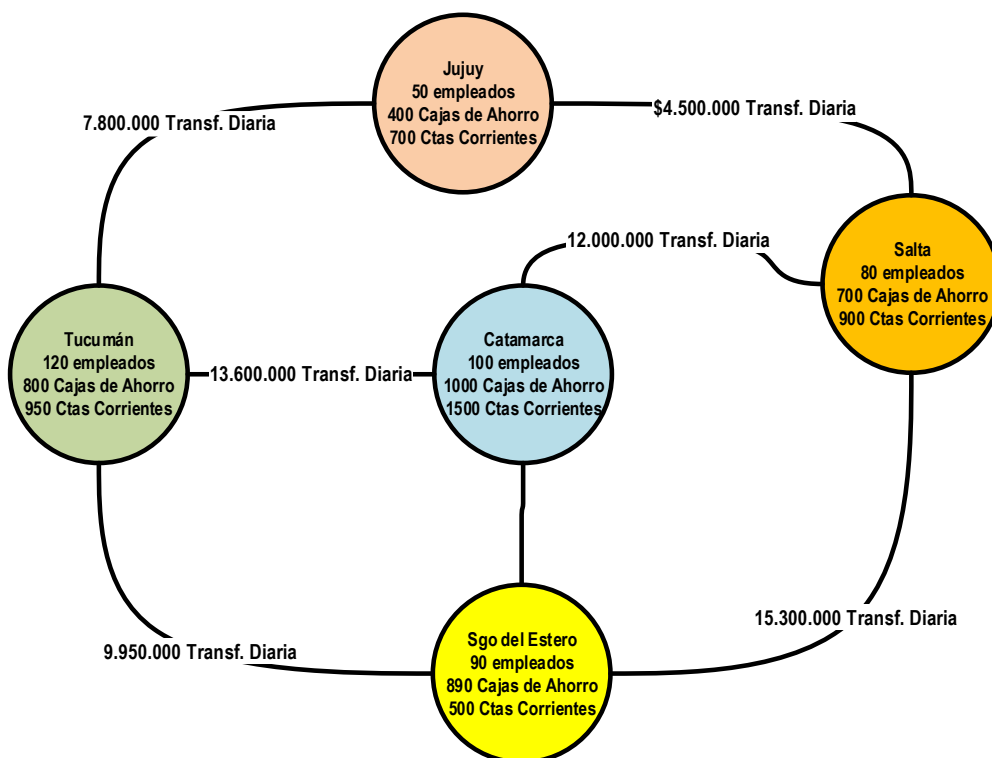 Jujuy
50 empleados
400 Cajas de Ahorro
700 Ctas Corrientes
7.800.000 Transf. Diaria
$4.500.000 Transf. Diaria
12.000.000 Transf. Diaria
Salta
80 empleados
700 Cajas de Ahorro
900 Ctas Corrientes
Tucumán
120 empleados
800 Cajas de Ahorro
950 Ctas Corrientes
13.600.000 Transf. Diaria
Catamarca
100 empleados
1000 Cajas de Ahorro
1500 Ctas Corrientes
15.300.000 Transf. Diaria
9.950.000 Transf. Diaria
Sgo del Estero
90 empleados
890 Cajas de Ahorro
500 Ctas Corrientes